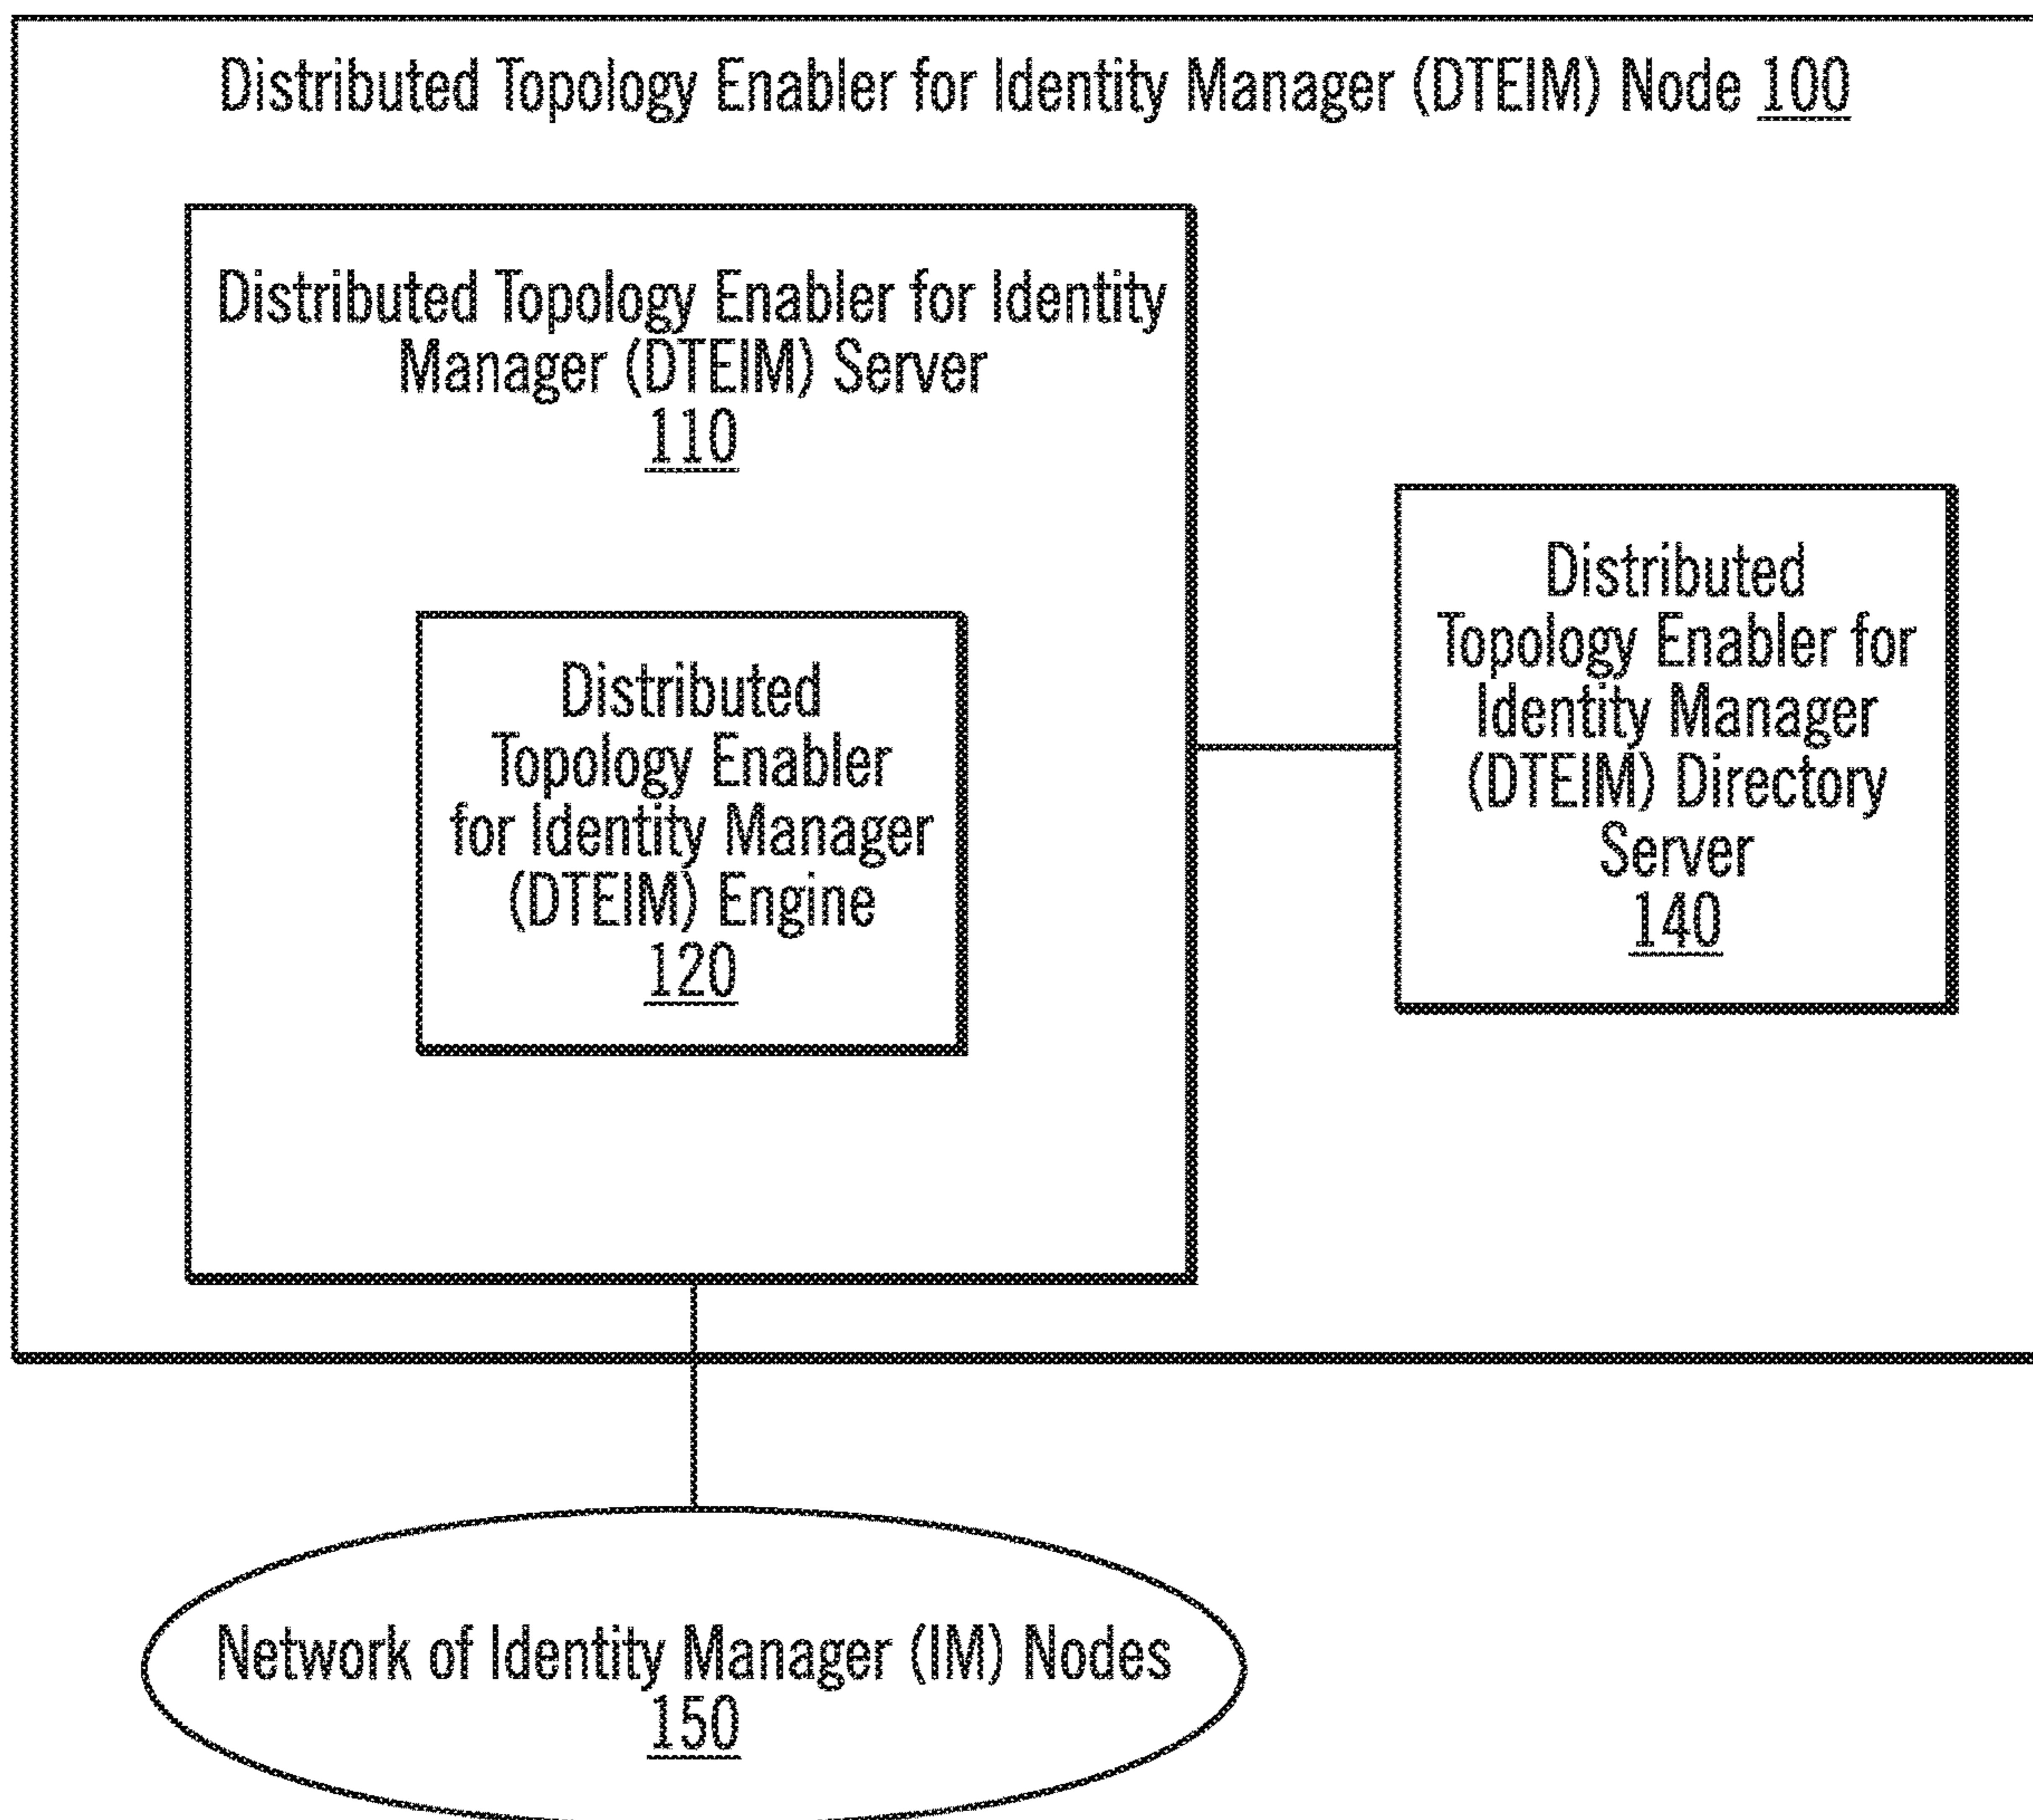 Distributed Topology Enabler for Identity Manager (DTEIM) Node 100
Distributed Topology Enabler for Identity
Manager (DTEIM) Server
110
Distributed
Topology Enabler
for Identity Manager
(DTEIM) Engine
120
Distributed
Topology Enabler for
Identity Manager
(DTEIM) Directory
Server
140
Network of Identity Manager (IM) Nodes
150